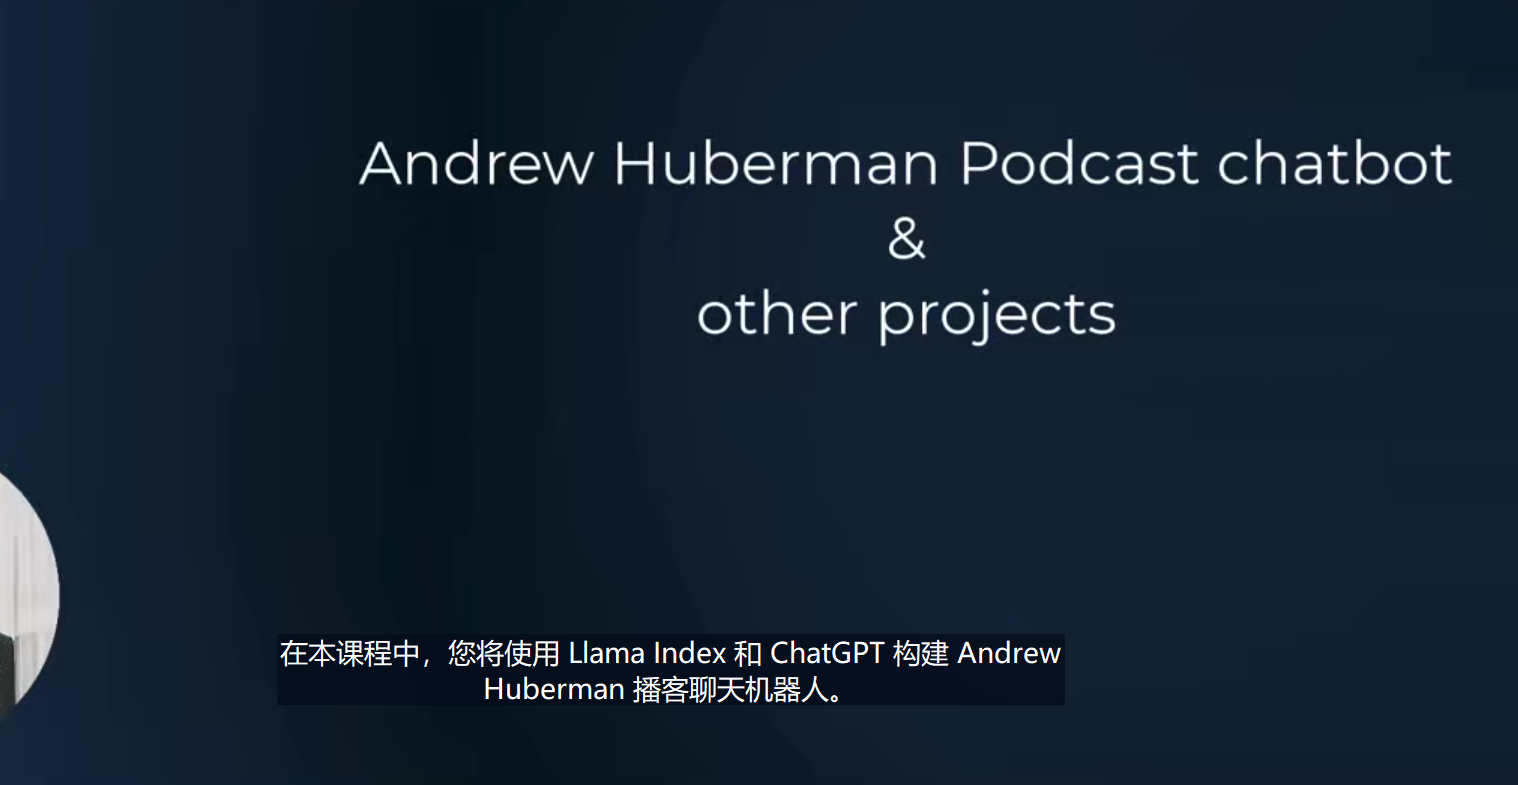 Andrew Huberman Podcast chatbot
&
other projects
在本课程中，您将使用 Llama Index 和 ChatGPT 构建 Andrew
Huberman 播客聊天机器人。